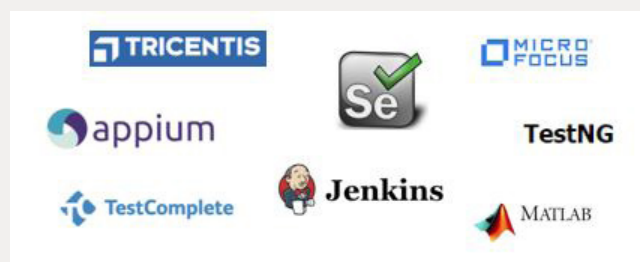 TRICENTIS
Se
MICRO
FOCUS
appium
TestNG
TestComplete
Jenkins
MATLAB